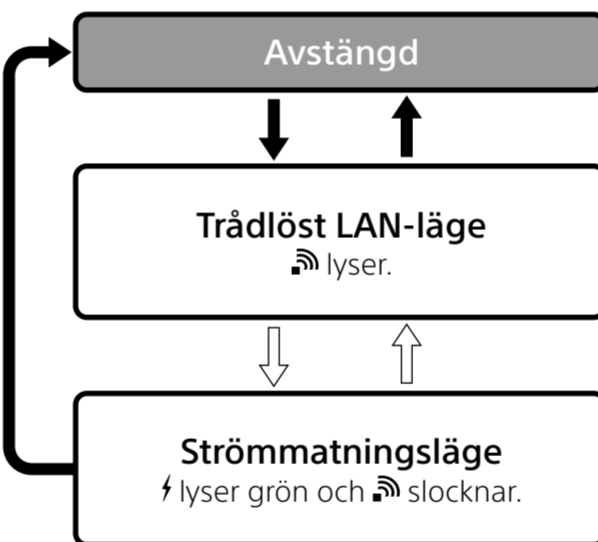 Avstängd
Trådlöst LAN-läge
lyser.
Strömmatningsläge
lyser grön och slocknar.